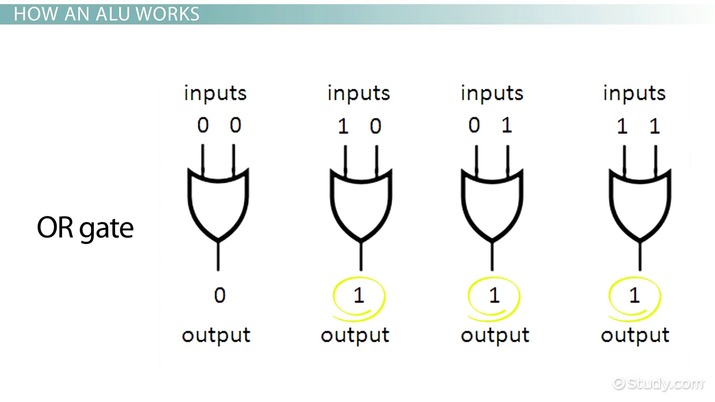 HOW AN ALU WORKS
inputs inputs inputs inputs
0 0 1 0 0 1 1 1
OR gate
0 1 1 1
output output output output
Study.com